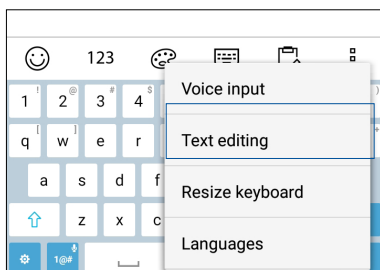 123
Voice input
1 ! 2 @ 3 # 4 $ )
Text editing
q [ w ] e r +
Resize keyboard
a s d f
z x c
Languages
1@#